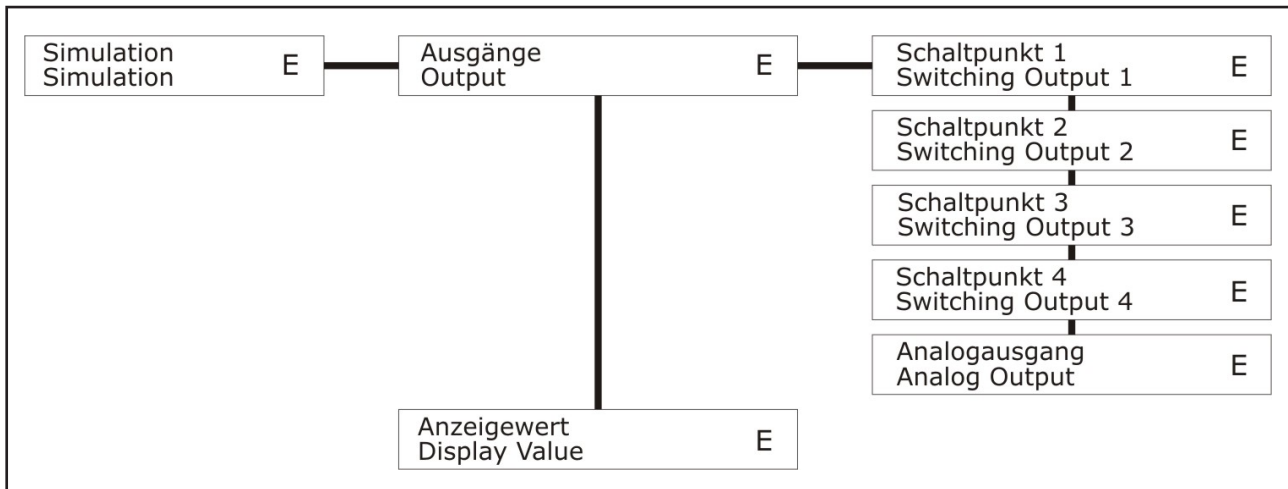 Simulation
Simulation
E
Ausgänge
Output
E
Schaltpunkt 1
Switching Output 1
E
Schaltpunkt 2
Switching Output 2
E
Schaltpunkt 3
Switching Output 3
E
Schaltpunkt 4
Switching Output 4
E
Analogausgang
Analog Output
E
Anzeigewert
Display Value
E